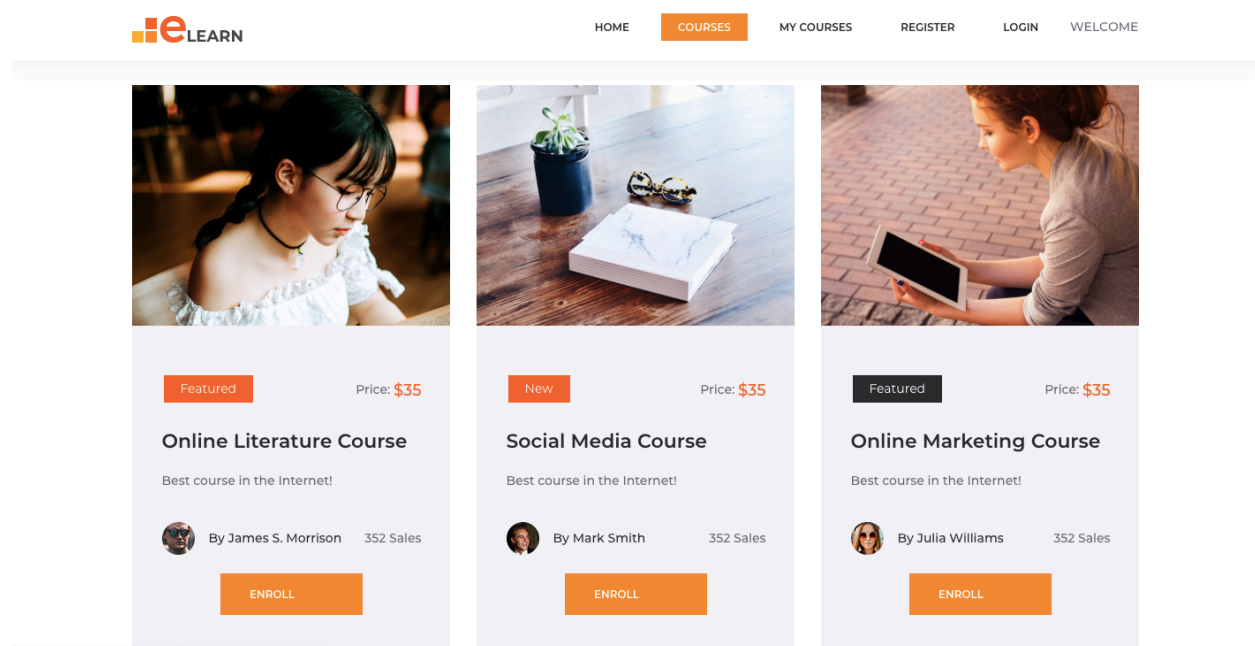 eLEARN
HOME COURSES MY COURSES REGISTER LOGIN WELCOME
Featured Price: $35
Online Literature Course
Best course in the Internet!
By James S. Morrison 352 Sales
ENROLL
New Price: $35
Social Media Course
Best course in the Internet!
By Mark Smith 352 Sales
ENROLL
Featured Price: $35
Online Marketing Course
Best course in the Internet!
By Julia Williams 352 Sales
ENROLL